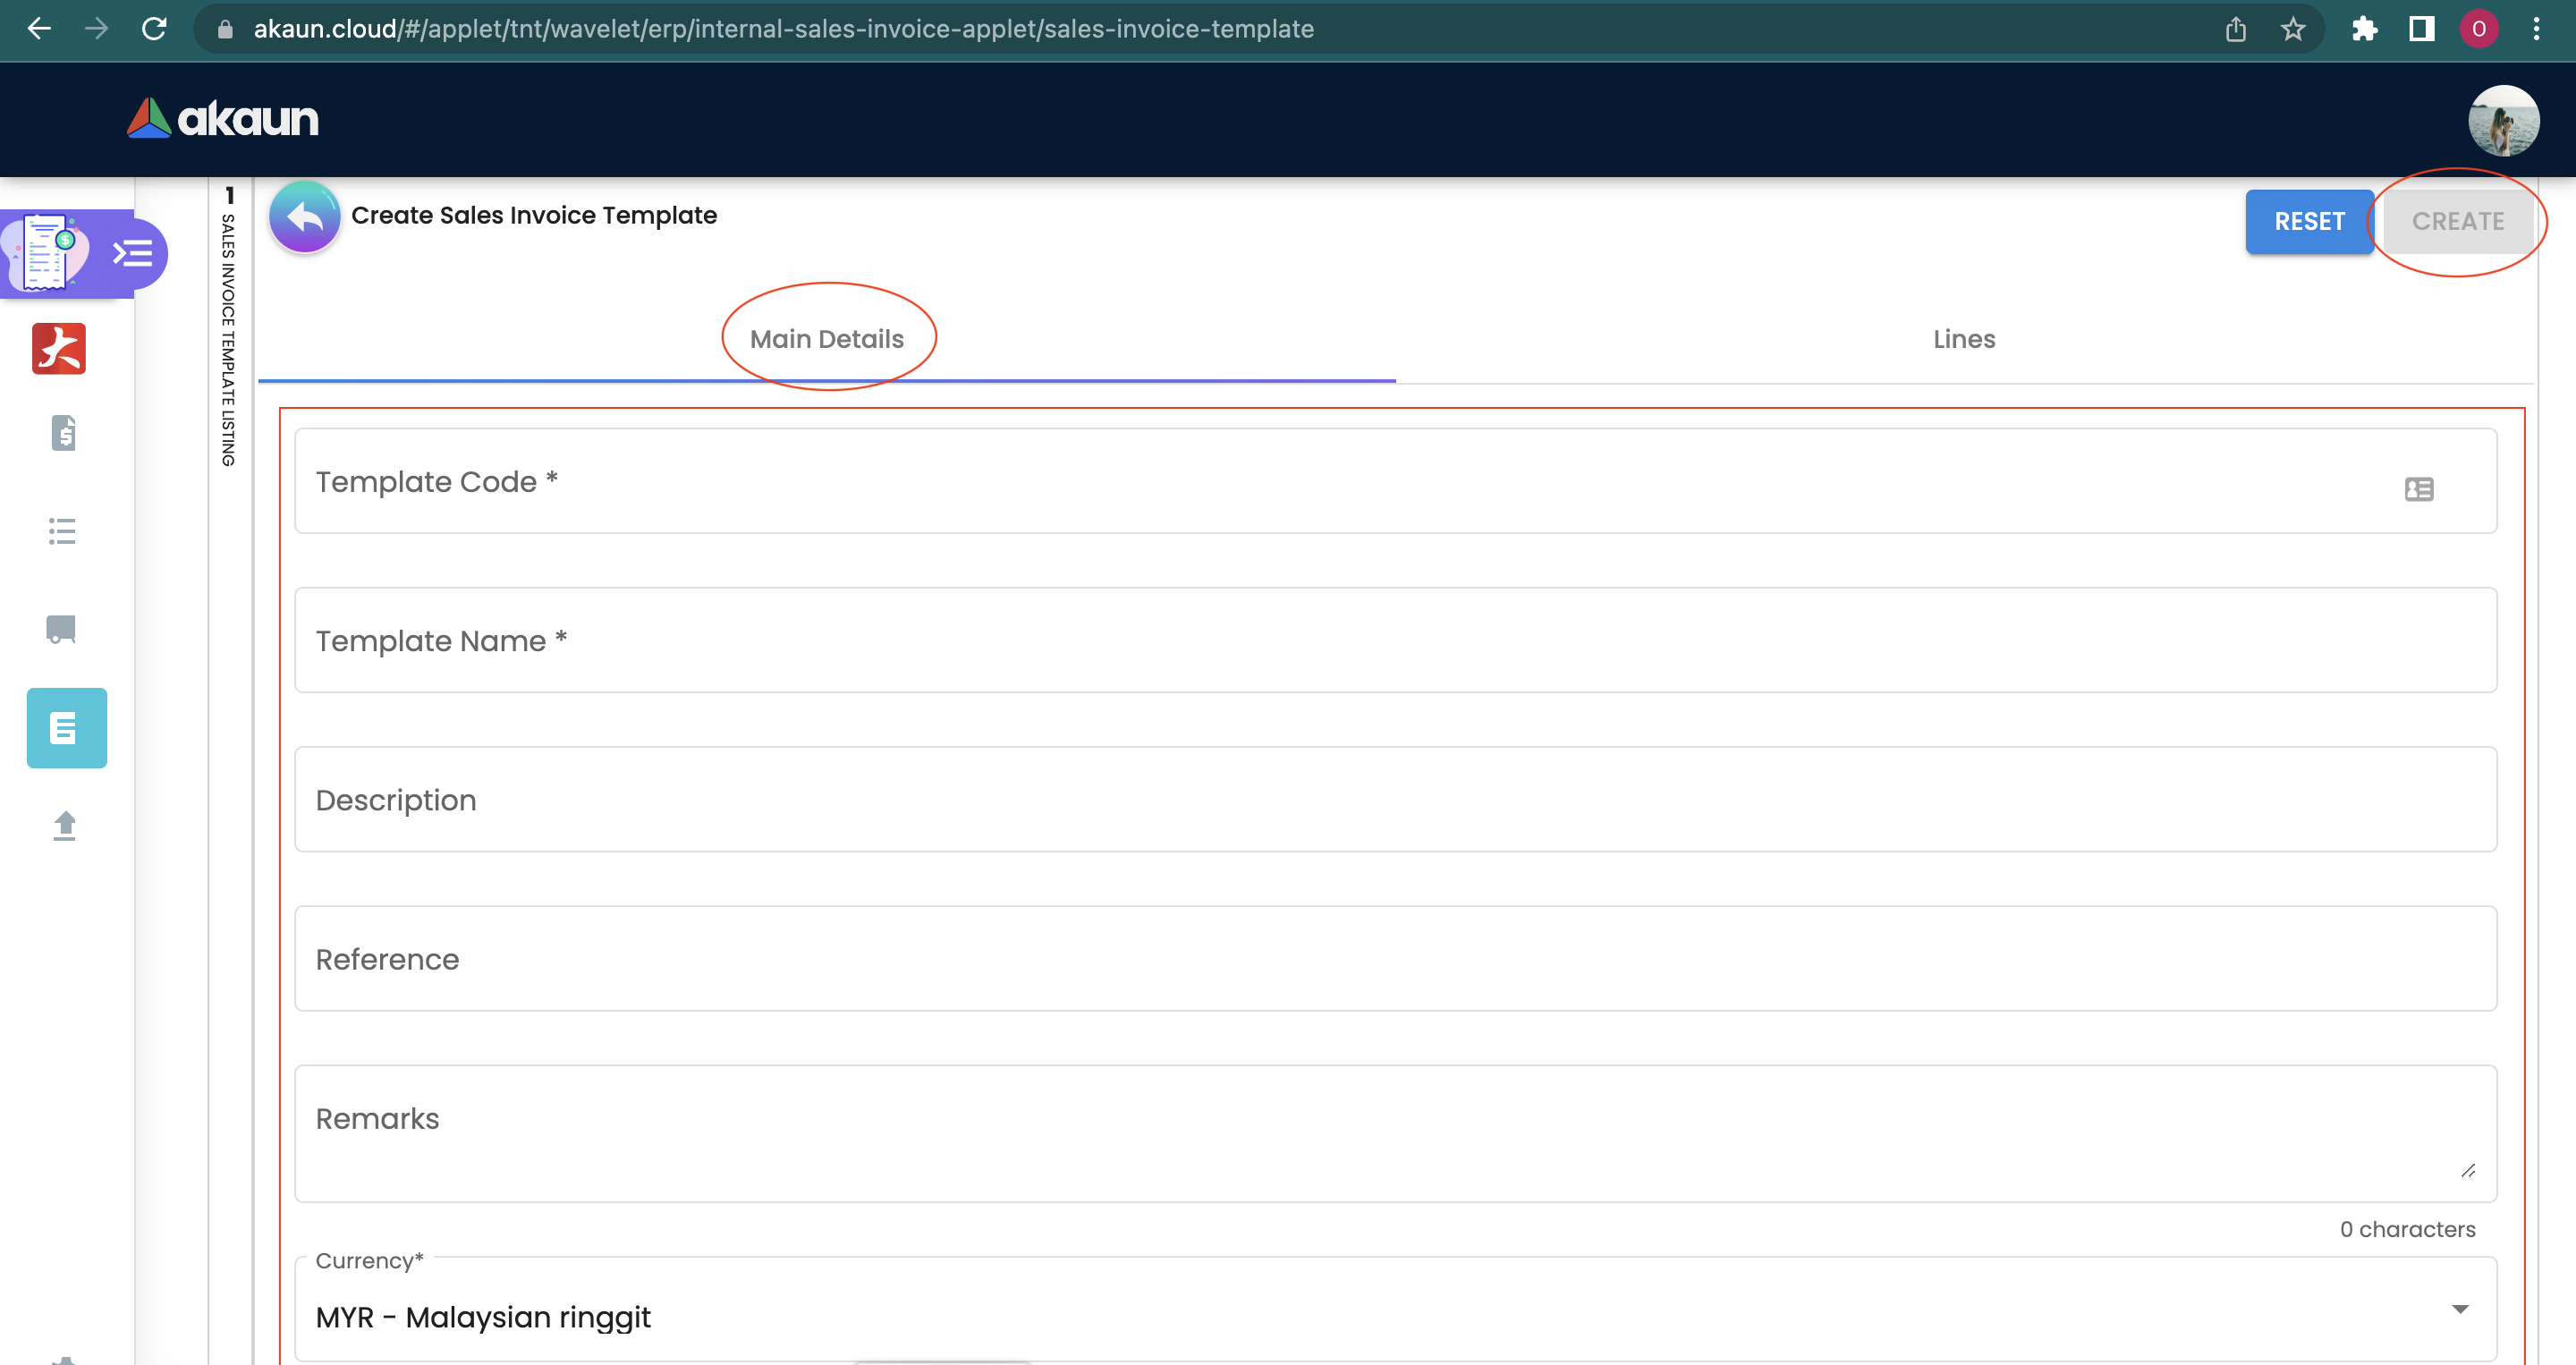 akaun.cloud/#/applet/tnt/wavelet/erp/internal-sales-invoice-applet/sales-invoice-template
O
akaun
1
SALES INVOICE TEMPLATE LISTING
Create Sales Invoice Template
RESET
CREATE
Main Details
Lines
Template Code *
Template Name *
Description
Reference
Remarks
0 characters
Currency*
MYR - Malaysian ringgit